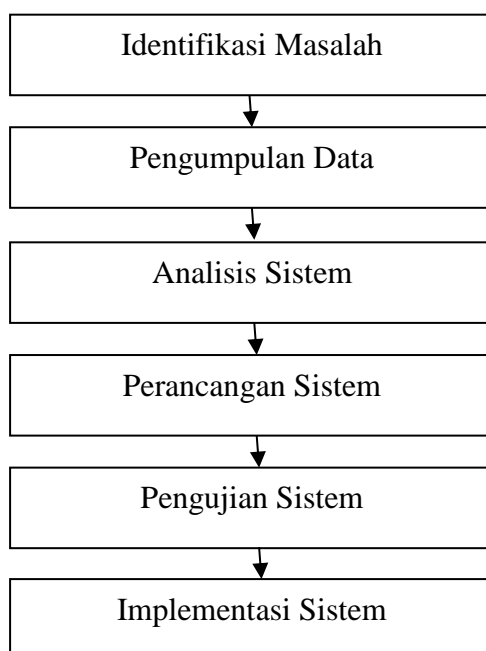 Identifikasi Masalah
Pengumpulan Data
Analisis Sistem
Perancangan Sistem
Pengujian Sistem
Implementasi Sistem